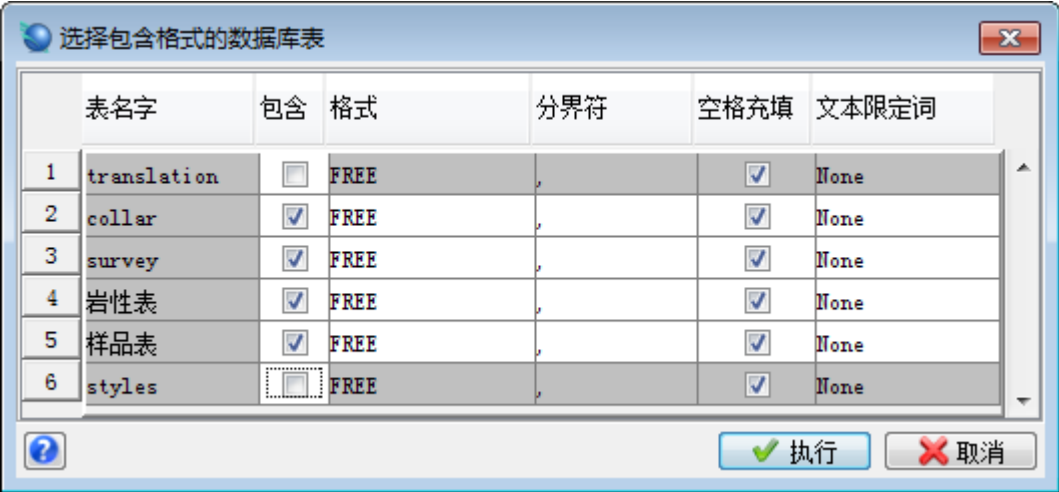 选择包含格式的数据库表
表名字 包含 格式 分界符 空格充填 文本限定词
1 translation FREE , None
2 collar FREE , None
3 survey FREE , None
4 岩性表 FREE , None
5 样品表 FREE , None
6 styles FREE , None
? 执行 取消